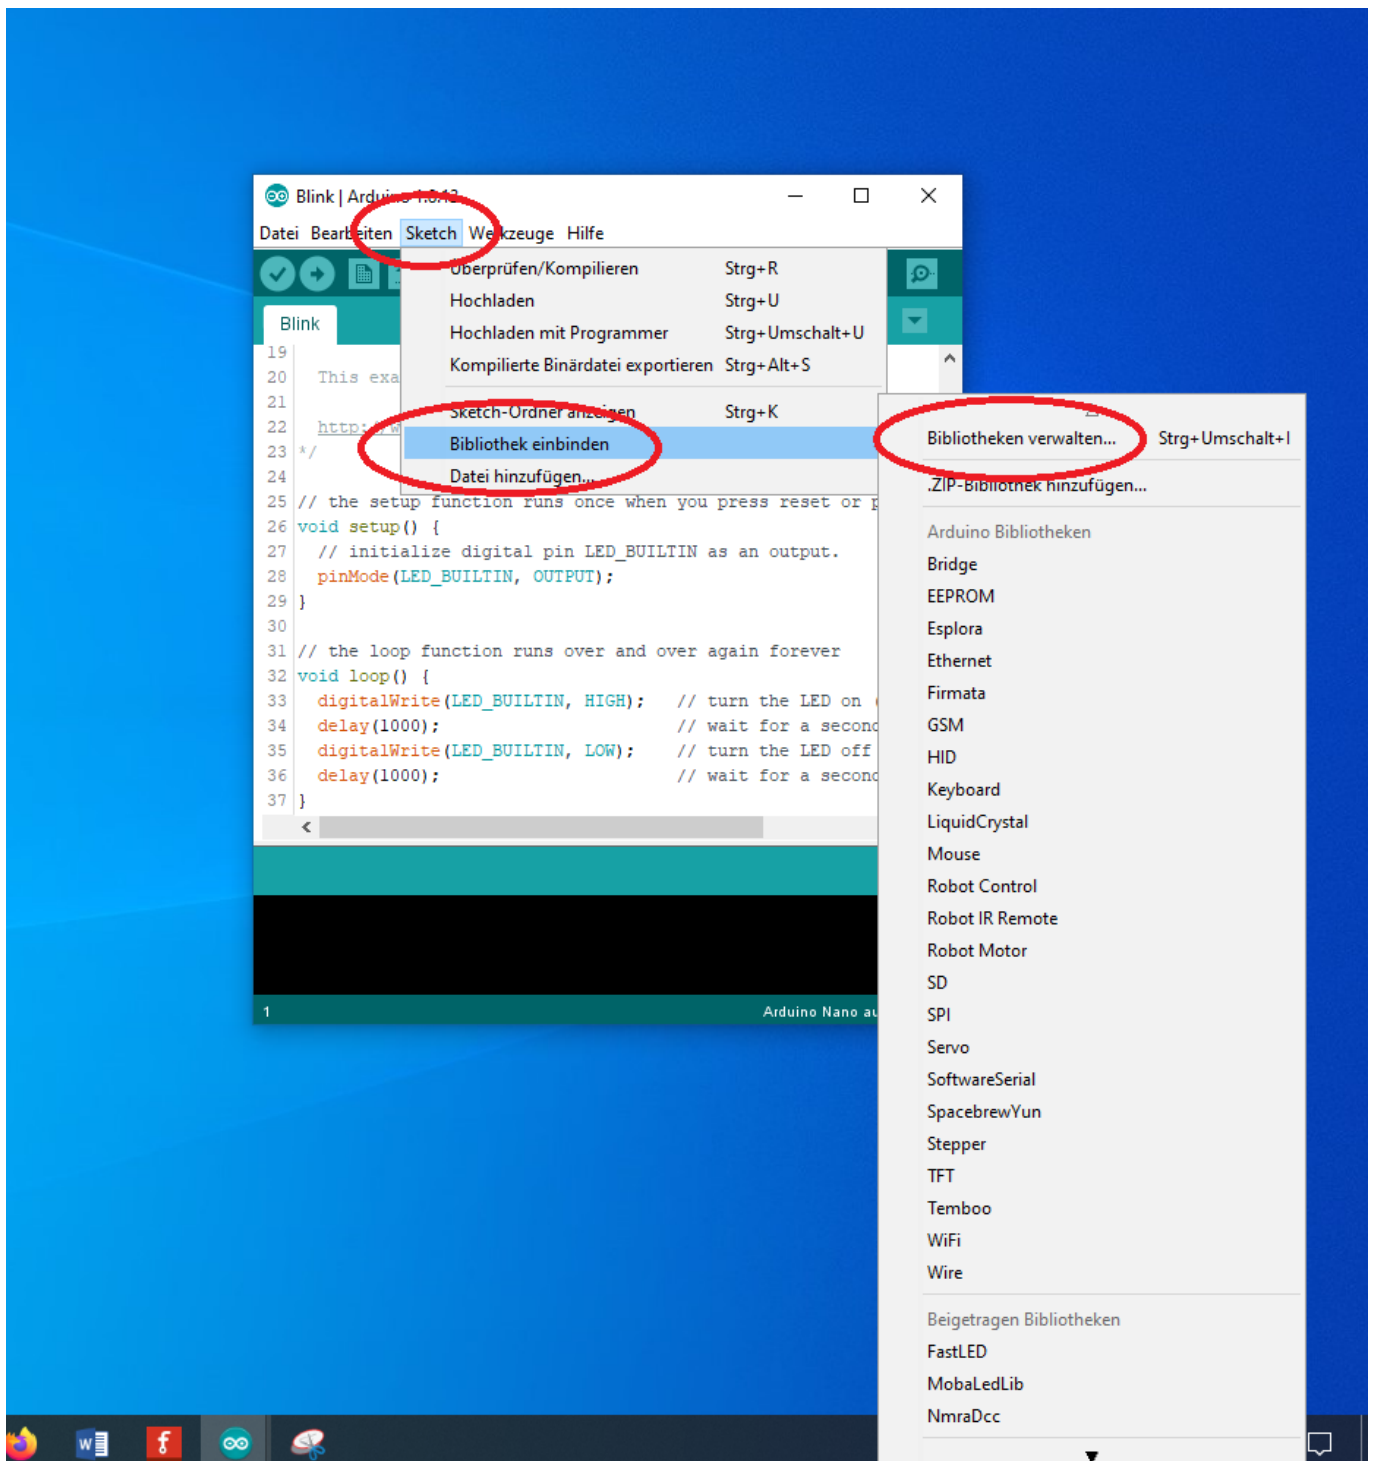 Blink | Arduino 1.8.13
Datei Bearbeiten Sketch Werkzeuge Hilfe
Überprüfen/Kompilieren Strg+R
Hochladen Strg+U
Hochladen mit Programmer Strg+Umschalt+U
Kompilierte Binärdatei exportieren Strg+Alt+S
Sketch-Ordner anzeigen Strg+K
Bibliothek einbinden
Datei hinzufügen...
Blink
19
20 This exa
21
22 http://w
23 */
24
25 // the setup function runs once when you press reset or p
26 void setup() {
27 // initialize digital pin LED_BUILTIN as an output.
28 pinMode(LED_BUILTIN, OUTPUT);
29 }
30
31 // the loop function runs over and over again forever
32 void loop() {
33 digitalWrite(LED_BUILTIN, HIGH); // turn the LED on (
34 delay(1000); // wait for a second
35 digitalWrite(LED_BUILTIN, LOW); // turn the LED off
36 delay(1000); // wait for a second
37 }
1 Arduino Nano au
Bibliotheken verwalten... Strg+Umschalt+I
.ZIP-Bibliothek hinzufügen...
Arduino Bibliotheken
Bridge
EEPROM
Esplora
Ethernet
Firmata
GSM
HID
Keyboard
LiquidCrystal
Mouse
Robot Control
Robot IR Remote
Robot Motor
SD
SPI
Servo
SoftwareSerial
SpacebrewYun
Stepper
TFT
Temboo
WiFi
Wire
Beigetragen Bibliotheken
FastLED
MobaLedLib
NmraDcc